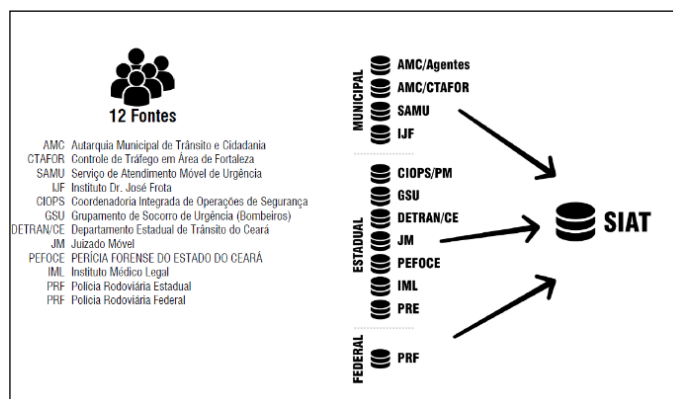 12 Fontes
AMC Autarquia Municipal de Trânsito e Cidadania
CTAFOR Controle de Tráfego em Área de Fortaleza
SAMU Serviço de Atendimento Móvel de Urgência
IJF Instituto Dr. José Frota
CIOPS Coordenadoria Integrada de Operações de Segurança
GSU Grupamento de Socorro de Urgência (Bombeiros)
DETRAN/CE Departamento Estadual de Trânsito do Ceará
JM Juizado Móvel
PEFOCE PERÍCIA FORENSE DO ESTADO DO CEARÁ
IML Instituto Médico Legal
PRF Polícia Rodoviária Estadual
PRF Polícia Rodoviária Federal
MUNICIPAL
AMC/Agentes
AMC/CTAFOR
SAMU
IJF
ESTADUAL
CIOPS/PM
GSU
DETRAN/CE
JM
PEFOCE
IML
PRE
FEDERAL
PRF
SIAT